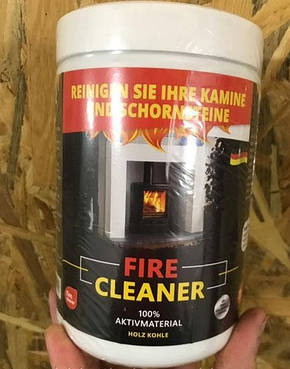 REINIGEN SIE IHRE KAMINE
UND SCHORNSTEINE
FIRE
CLEANER
100%
AKTIVMATERIAL
HOLZ KOHLE